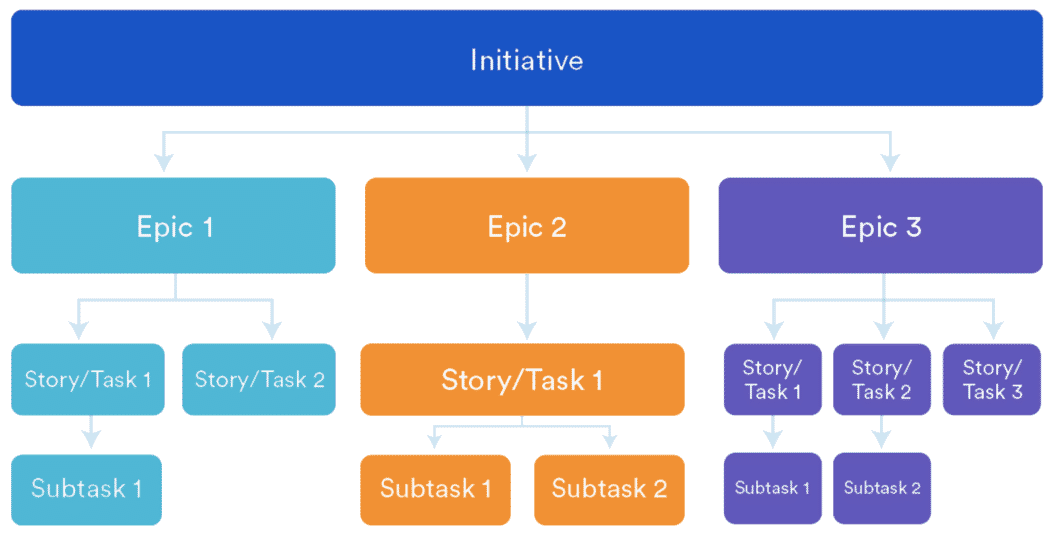 Initiative
Epic 1
Epic 2
Epic 3
Story/Task 1
Story/Task 2
Story/Task 1
Story/
Task 1
Story/
Task 2
Story/
Task 3
Subtask 1
Subtask 1
Subtask 2
Subtask 1
Subtask 2